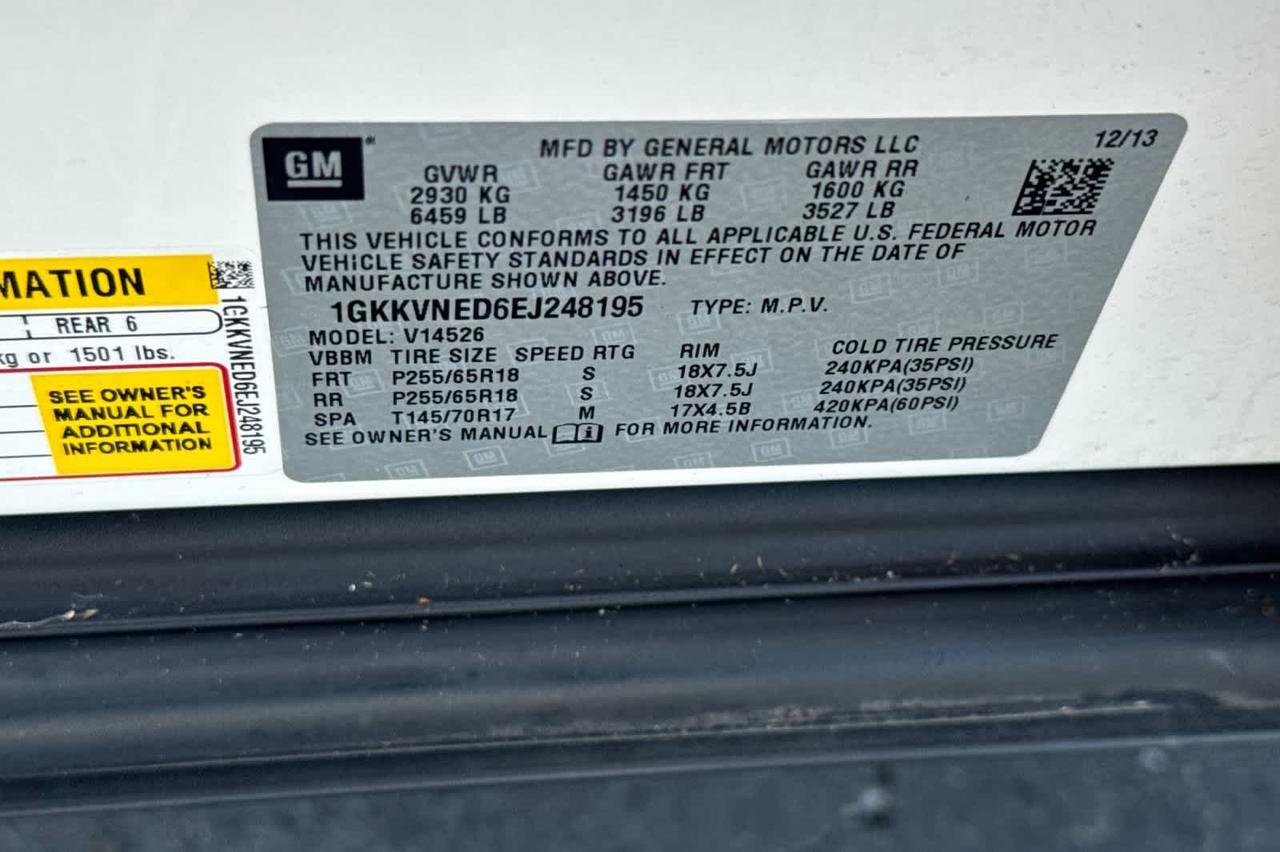 GM
MFD BY GENERAL MOTORS LLC
12/13
GVWR GAWR FRT GAWR RR
2930 KG 1450 KG 1600 KG
6459 LB 3196 LB 3527 LB
THIS VEHICLE CONFORMS TO ALL APPLICABLE U.S. FEDERAL MOTOR
VEHICLE SAFETY STANDARDS IN EFFECT ON THE DATE OF
MANUFACTURE SHOWN ABOVE.
1GKKVNED6EJ248195 TYPE: M.P.V.
MODEL: V14526
VBBM TIRE SIZE SPEED RTG RIM COLD TIRE PRESSURE
FRT P255/65R18 S 18X7.5J 240KPA(35PSI)
RR P255/65R18 S 18X7.5J 240KPA(35PSI)
SPA T145/70R17 M 17X4.5B 420KPA(60PSI)
SEE OWNER'S MANUAL i FOR MORE INFORMATION.
MATION
REAR 6
kg or 1501 lbs.
SEE OWNER'S
MANUAL FOR
ADDITIONAL
INFORMATION
1GKKVNED6EJ248195